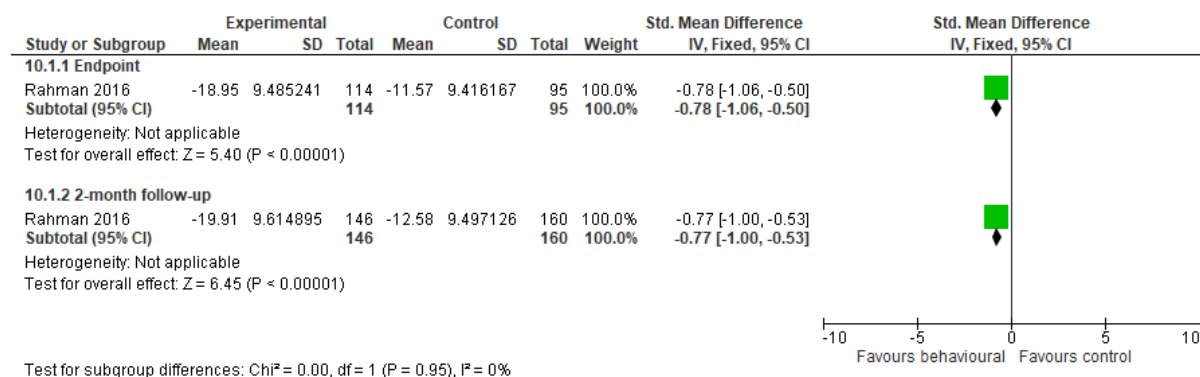 Experimental Control Std. Mean Difference Std. Mean Difference
Study or Subgroup Mean SD Total Mean SD Total Weight IV, Fixed, 95% CI IV, Fixed, 95% CI
10.1.1 Endpoint
Rahman 2016 -18.95 9.485241 114 -11.57 9.416167 95 100.0% -0.78 [-1.06, -0.50]
Subtotal (95% CI) 114 95 100.0% -0.78 [-1.06, -0.50]
Heterogeneity: Not applicable
Test for overall effect: Z = 5.40 (P < 0.00001)
10.1.2 2-month follow-up
Rahman 2016 -19.91 9.614895 146 -12.58 9.497126 160 100.0% -0.77 [-1.00, -0.53]
Subtotal (95% CI) 146 160 100.0% -0.77 [-1.00, -0.53]
Heterogeneity: Not applicable
Test for overall effect: Z = 6.45 (P < 0.00001)
-10 -5 0 5 10
Favours behavioural Favours control
Test for subgroup differences: Chi² = 0.00, df = 1 (P = 0.95), I² = 0%